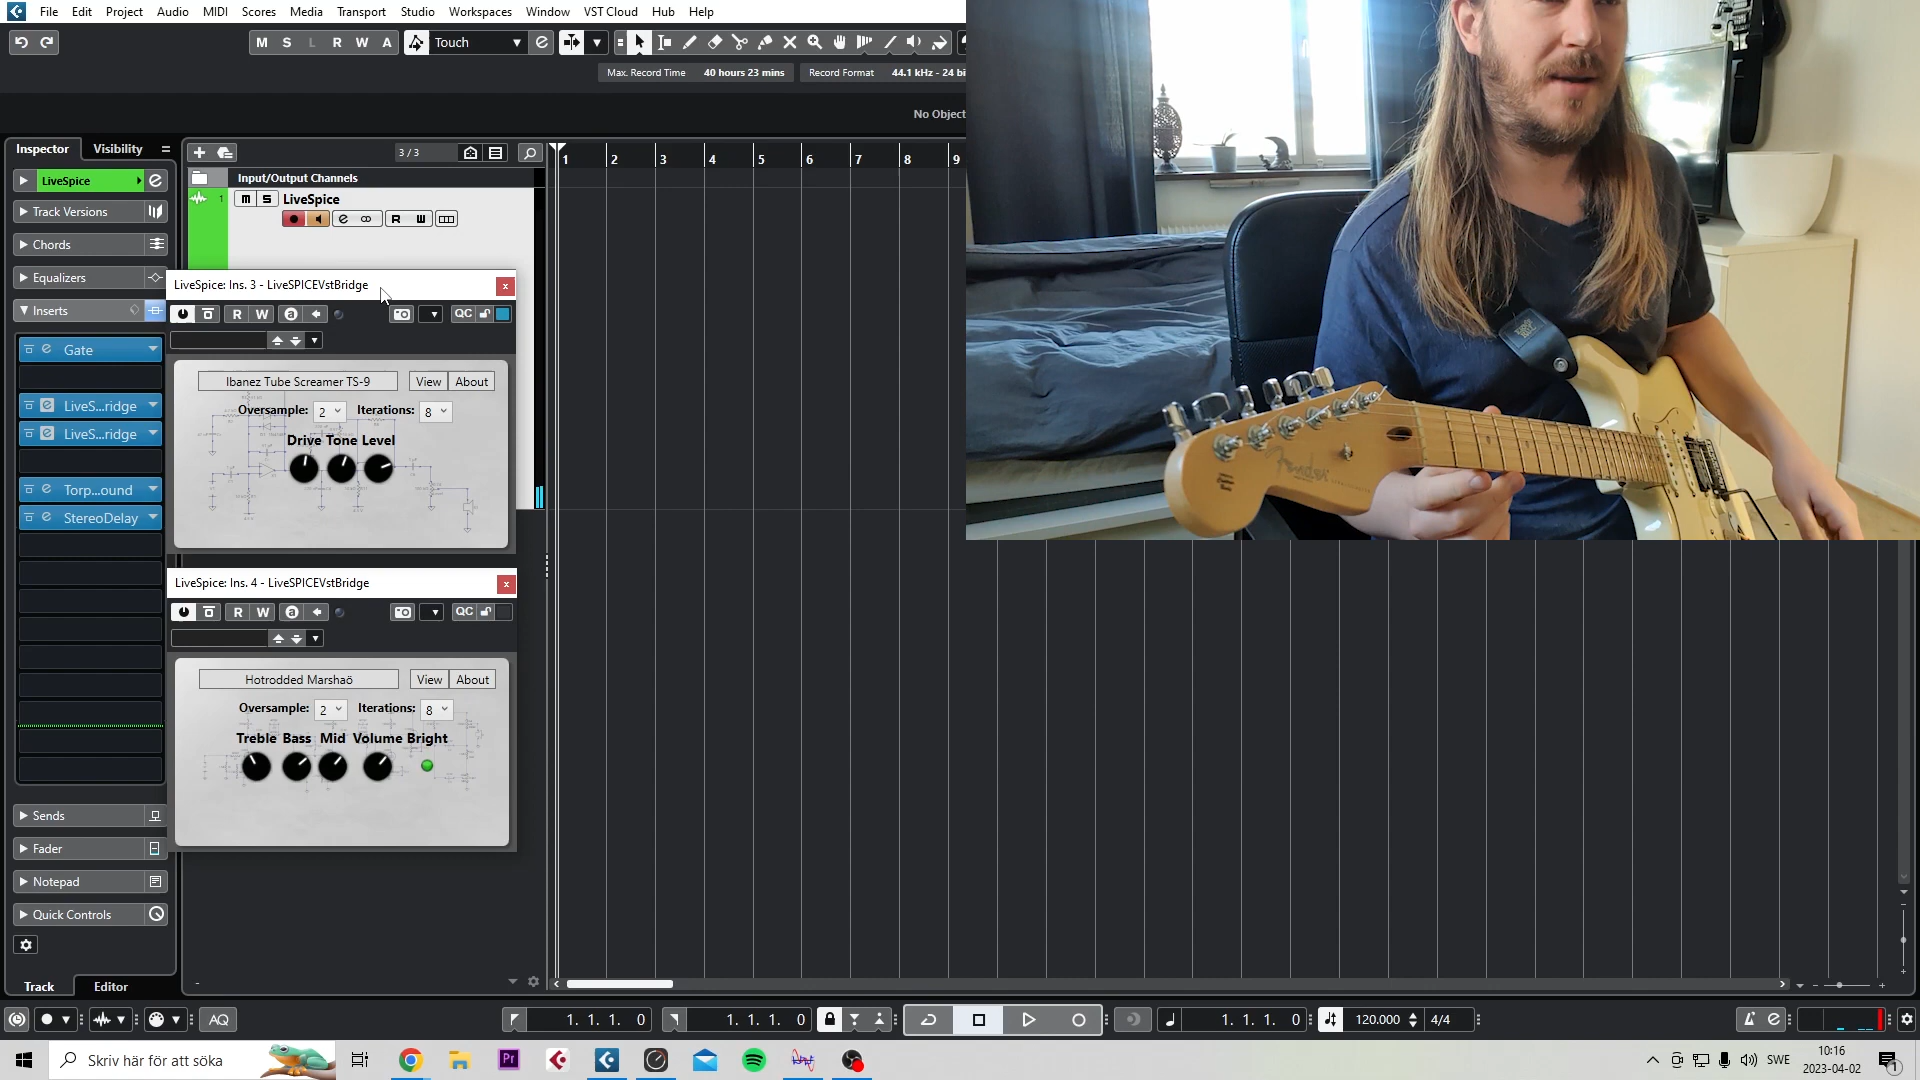 File Edit Project Audio MIDI Scores Media Transport Studio Workspaces Window VST Cloud Hub Help
M S L R W A Touch
Max. Record Time 40 hours 23 mins Record Format 44.1 kHz - 24 bi
No Object
Inspector Visibility
3 / 3
1 2 3 4 5 6 7 8 9
Input/Output Channels
LiveSpice
1 m S LiveSpice
R W
Track Versions
Chords
Equalizers
Inserts
LiveSpice: Ins. 3 - LiveSPICEVstBridge x
R W a QC
Gate
LiveS...ridge
LiveS...ridge
Torp...ound
StereoDelay
Ibanez Tube Screamer TS-9 View About
Oversample: 2 Iterations: 8
Drive Tone Level
LiveSpice: Ins. 4 - LiveSPICEVstBridge x
R W a QC
Hotrodded Marshaö View About
Oversample: 2 Iterations: 8
Treble Bass Mid Volume Bright
Sends
Fader
Notepad
Quick Controls
Track Editor
Fender
AQ 1. 1. 1. 0 1. 1. 1. 0 1. 1. 1. 0 120.000 4/4
Skriv här för att söka Pr SWE 10:16
2023-04-02
1